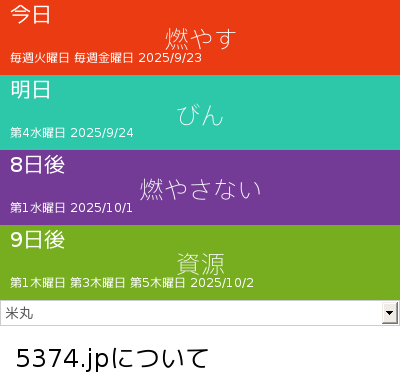 今日
燃やす
毎週火曜日 毎週金曜日 2025/9/23
明日
びん
第4水曜日 2025/9/24
8日後
燃やさない
第1水曜日 2025/10/1
9日後
資源
第1木曜日 第3木曜日 第5木曜日 2025/10/2
米丸
5374.jpについて